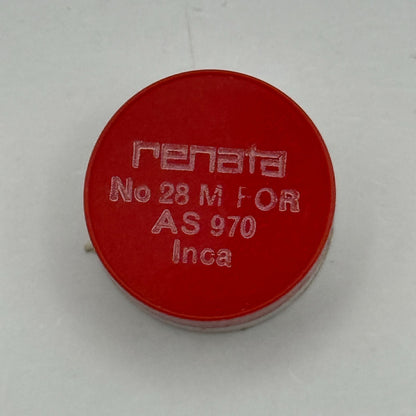 renata
No 28 M FOR
AS 970
Inca